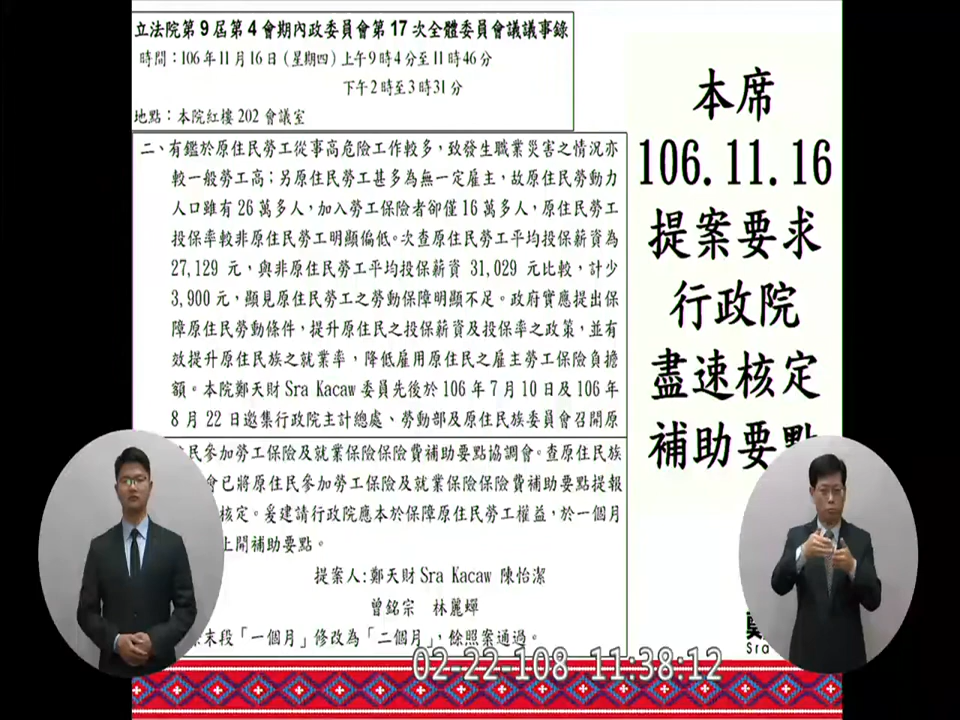 立法院第9屆第4會期內政委員會第17次全體委員會議議事錄
時間：106年11月16日（星期四）上午9時4分至11時46分
下午2時至3時31分
地點：本院紅樓202會議室
二、有鑑於原住民勞工從事高危險工作較多，致發生職業災害之情況亦
較一般勞工高；另原住民勞工甚多為無一定雇主，故原住民勞動力
人口雖有26萬多人，加入勞工保險者卻僅16萬多人，原住民勞工
投保率較非原住民勞工明顯偏低。次查原住民勞工平均投保薪資為
27,129元，與非原住民勞工平均投保薪資31,029元比較，計少
3,900元，顯見原住民勞工之勞動保障明顯不足。政府實應提出保
障原住民勞動條件，提升原住民之投保薪資及投保率之政策，並有
效提升原住民族之就業率，降低雇用原住民之雇主勞工保險負擔
額。本院鄭天財Sra Kacaw委員先後於106年7月10日及106年
8月22日邀集行政院主計總處、勞動部及原住民族委員會召開原
民參加勞工保險及就業保險保險費補助要點協調會。查原住民族
會已將原住民參加勞工保險及就業保險保險費補助要點提報
核定。爰建請行政院應本於保障原住民勞工權益，於一個月
上開補助要點。
提案人：鄭天財Sra Kacaw 陳怡潔
曾銘宗 林麗蟬
末段「一個月」修改為「二個月」，餘照案通過。
本席
106.11.16
提案要求
行政院
盡速核定
補助要點
Sra
02-22-108 11:38:12